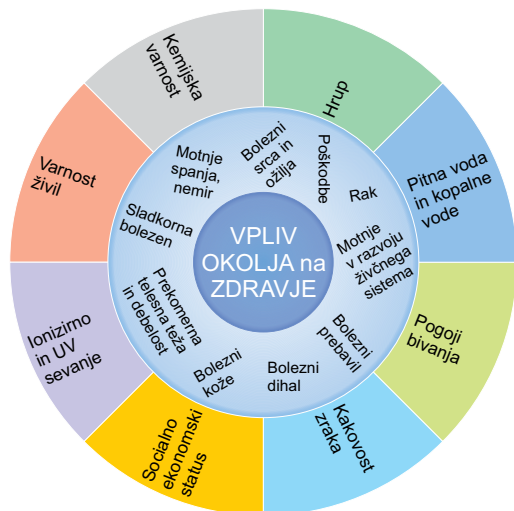 Kemijska
varnost
Hrup
Pitna voda
in kopalne
vode
Pogoji
bivanja
Kakovost
zraka
Socialno
ekonomski
status
Ionizirno
in UV
sevanje
Varnost
živil
Motnje
spanja,
nemir
Bolezni
srca in
ožilja
Poškodbe
Rak
Motnje
v razvoju
živčnega
sistema
Bolezni
prebavil
Bolezni
dihal
Bolezni
kože
Prekomerna
telesna teža
in debelost
Sladkorna
bolezen
VPLIV
OKOLJA na
ZDRAVJE